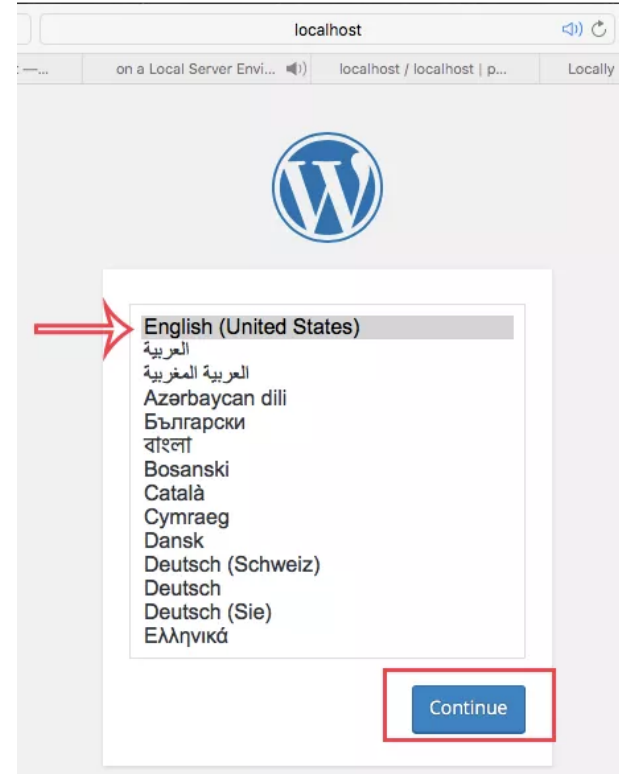 localhost
: —...
on a Local Server Envi...
localhost / localhost | p...
Locally
English (United States)
العربية
العربية المغربية
Azərbaycan dili
Български
বাংলা
Bosanski
Català
Cymraeg
Dansk
Deutsch (Schweiz)
Deutsch
Deutsch (Sie)
Ελληνικά
Continue